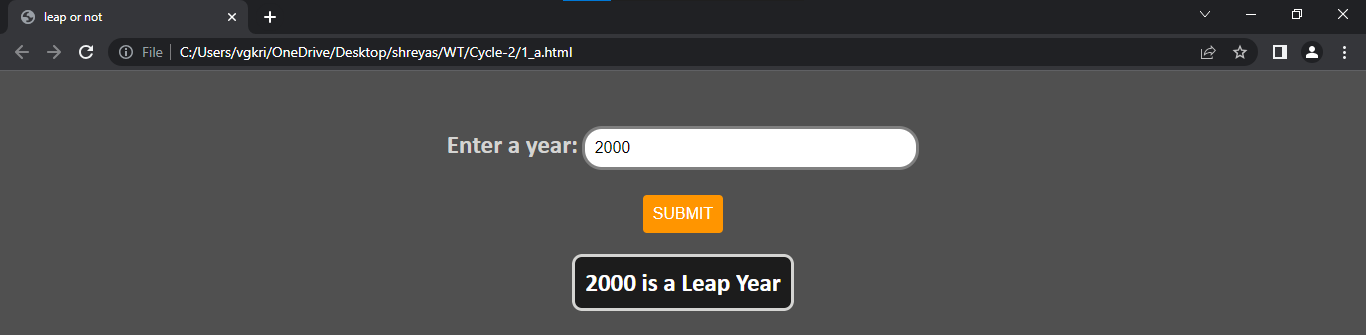 leap or not
File C:/Users/vgkri/OneDrive/Desktop/shreyas/WT/Cycle-2/1_a.html
Enter a year: 2000
SUBMIT
2000 is a Leap Year